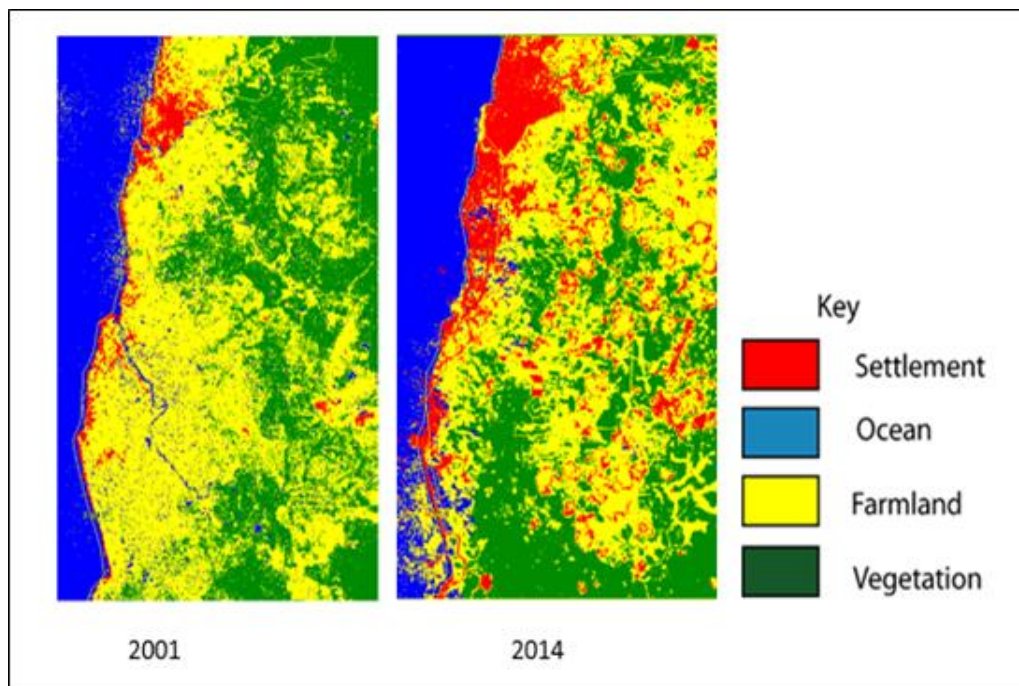 Key
Settlement
Ocean
Farmland
Vegetation
2001
2014